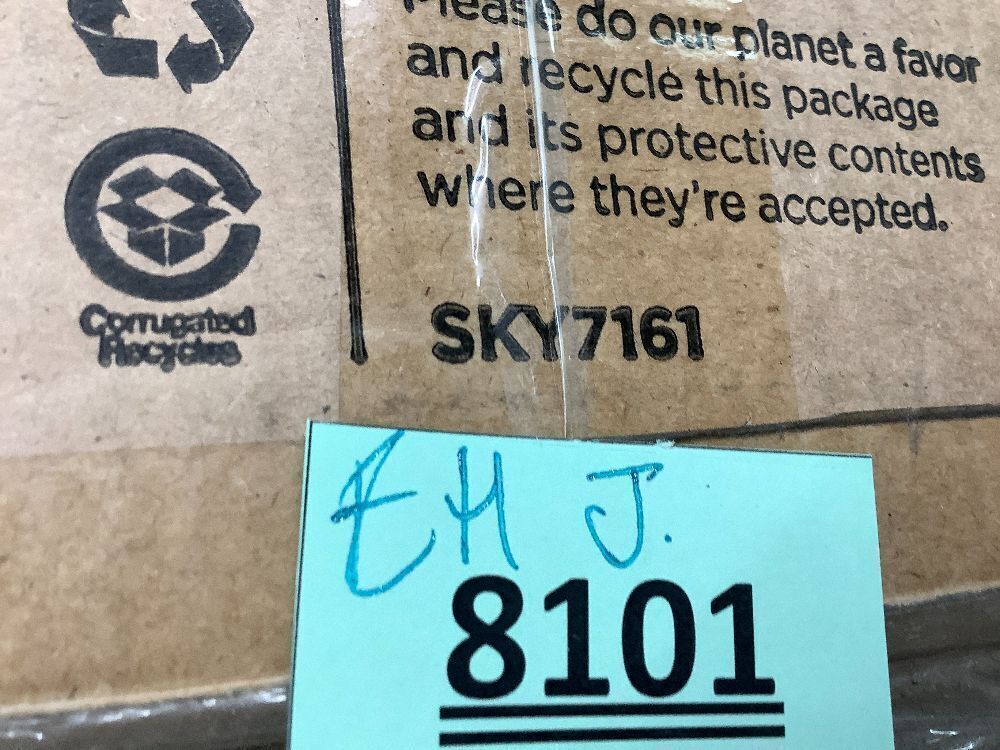 Please do our planet a favor
and recycle this package
and its protective contents
where they're accepted.
Corrugated
Recycles
SKY7161
EH J.
8101